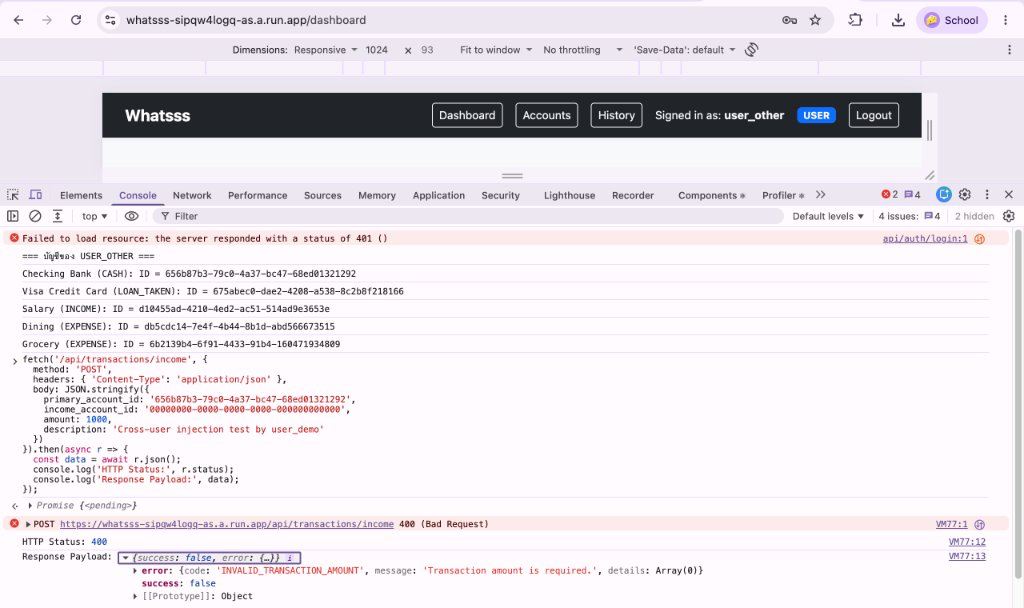 whatsss-sipqw4logq-as.a.run.app/dashboard
School
Dimensions: Responsive 1024 × 93 Fit to window No throttling 'Save-Data': default
Whatsss Dashboard Accounts History Signed in as: user_other USER Logout
Elements Console Network Performance Sources Memory Application Security Lighthouse Recorder Components Profiler 2 4
top Filter Default levels 4 issues: 4 2 hidden
Failed to load resource: the server responded with a status of 401 () api/auth/login:1
=== บัญชีของ USER_OTHER ===
Checking Bank (CASH): ID = 656b87b3-79c0-4a37-bc47-68ed01321292
Visa Credit Card (LOAN_TAKEN): ID = 675abec0-dae2-4208-a538-8c2b8f218166
Salary (INCOME): ID = d10455ad-4210-4ed2-ac51-514ad9e3653e
Dining (EXPENSE): ID = db5cdc14-7e4f-4b44-8b1d-abd566673515
Grocery (EXPENSE): ID = 6b2139b4-6f91-4433-91b4-160471934809
fetch('/api/transactions/income', {
method: 'POST',
headers: { 'Content-Type': 'application/json' },
body: JSON.stringify({
primary_account_id: '656b87b3-79c0-4a37-bc47-68ed01321292',
income_account_id: '00000000-0000-0000-0000-000000000000',
amount: 1000,
description: 'Cross-user injection test by user_demo'
})
}).then(async r => {
const data = await r.json();
console.log('HTTP Status:', r.status);
console.log('Response Payload:', data);
});
Promise {<pending>}
POST https://whatsss-sipqw4logq-as.a.run.app/api/transactions/income 400 (Bad Request) VM77:1
HTTP Status: 400 VM77:12
Response Payload: {success: false, error: {…}} i VM77:13
error: {code: 'INVALID_TRANSACTION_AMOUNT', message: 'Transaction amount is required.', details: Array(0)}
success: false
[[Prototype]]: Object